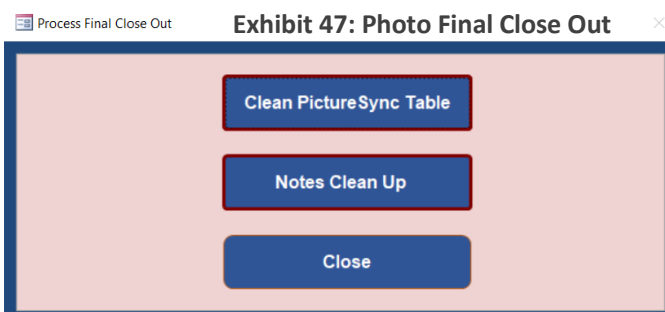 Process Final Close Out
Exhibit 47: Photo Final Close Out
Clean PictureSync Table
Notes Clean Up
Close